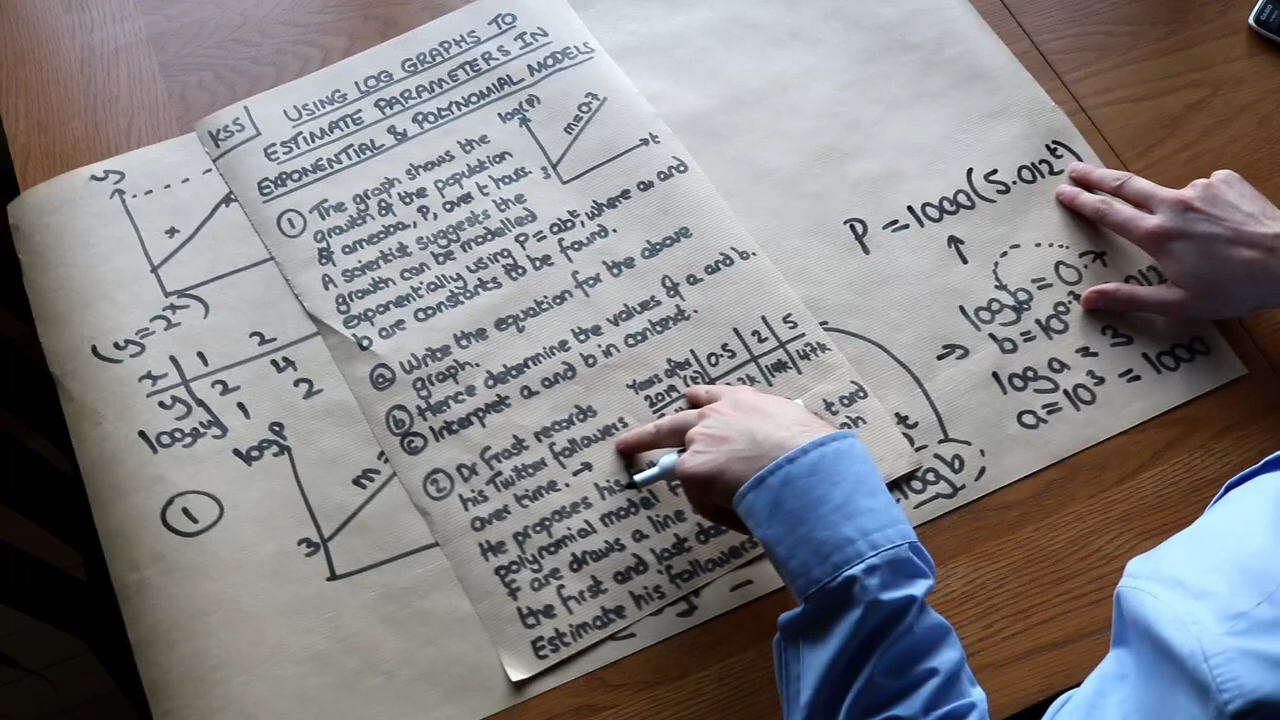 KSS
USING LOG GRAPHS TO
ESTIMATE PARAMETERS IN
EXPONENTIAL & POLYNOMIAL MODELS
① The graph shows the
growth of the population
of amoeba, P, over t hours.
A scientist suggests the
growth can be modelled
exponentially using P=abᵗ, where a and
b are constants to be found.
log(P)
m=0.7
3
t
ⓐ Write the equation for the above
graph.
ⓑ Hence determine the values of a and b.
ⓒ Interpret a and b in context.
② Dr Frost records
his Twitter followers
over time. →
Years after
2019 (t)
0.5 2 5
47k
He proposes his
polynomial model
F are draws a line
the first and last
Estimate his followers
t and
y
x
(y=2ˣ)
x 1 2
y 2 4
log₂y 1 2
log P
m=
3
①
P = 1000(5.012ᵗ)
↑
log b = 0.7
→ b = 10^0.7
log a = 3
a = 10³ = 1000
t
log b